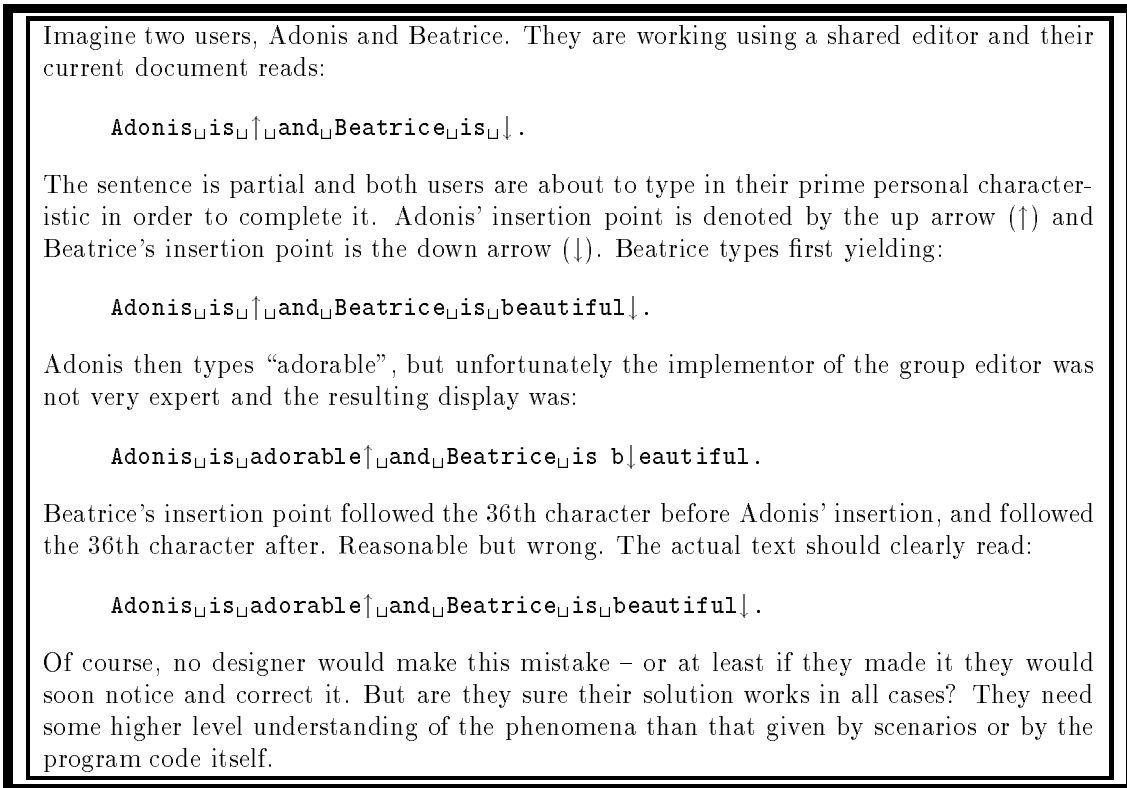 Imagine two users, Adonis and Beatrice. They are working using a shared editor and their
current document reads:
Adonis␣is␣↑␣and␣Beatrice␣is␣↓.
The sentence is partial and both users are about to type in their prime personal character-
istic in order to complete it. Adonis' insertion point is denoted by the up arrow (↑) and
Beatrice's insertion point is the down arrow (↓). Beatrice types first yielding:
Adonis␣is␣↑␣and␣Beatrice␣is␣beautiful↓.
Adonis then types “adorable”, but unfortunately the implementor of the group editor was
not very expert and the resulting display was:
Adonis␣is␣adorable↑␣and␣Beatrice␣is b↓eautiful.
Beatrice's insertion point followed the 36th character before Adonis' insertion, and followed
the 36th character after. Reasonable but wrong. The actual text should clearly read:
Adonis␣is␣adorable↑␣and␣Beatrice␣is␣beautiful↓.
Of course, no designer would make this mistake – or at least if they made it they would
soon notice and correct it. But are they sure their solution works in all cases? They need
some higher level understanding of the phenomena than that given by scenarios or by the
program code itself.